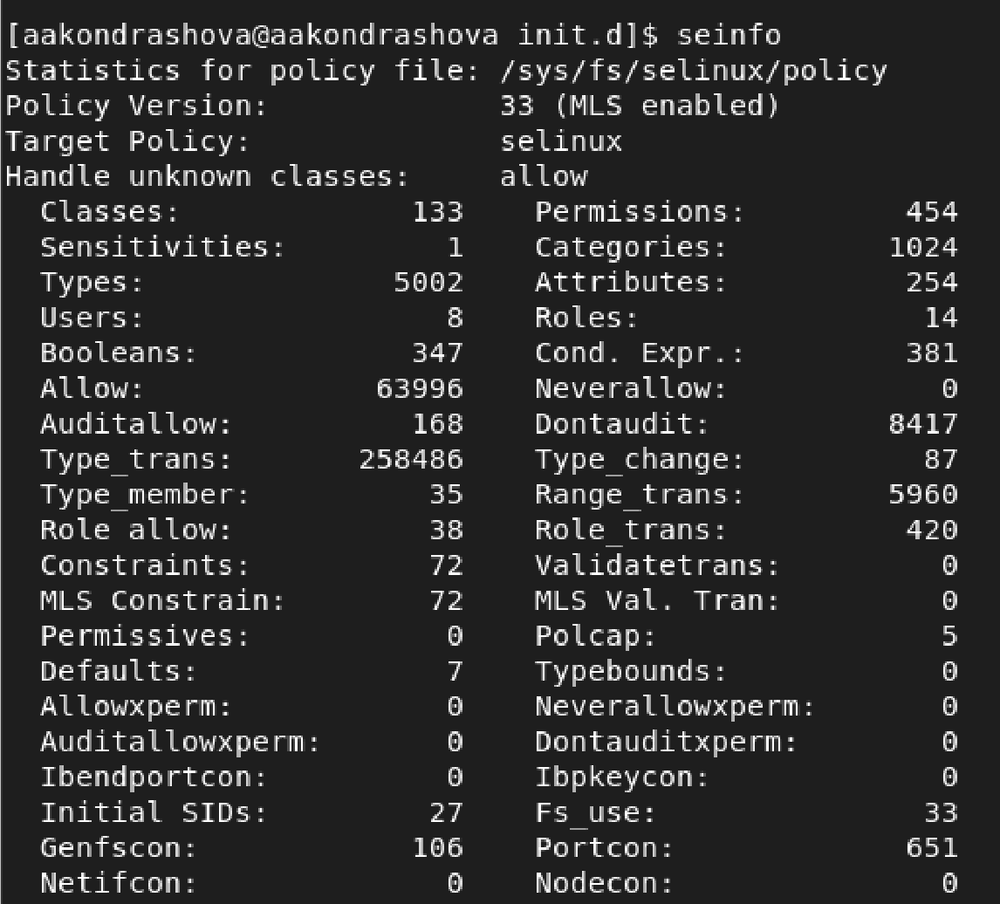 [aakondrashova@aakondrashova init.d]$ seinfo
Statistics for policy file: /sys/fs/selinux/policy
Policy Version:             33 (MLS enabled)
Target Policy:              selinux
Handle unknown classes:     allow
  Classes:             133    Permissions:         454
  Sensitivities:         1    Categories:         1024
  Types:              5002    Attributes:          254
  Users:                 8    Roles:                14
  Booleans:            347    Cond. Expr.:         381
  Allow:             63996    Neverallow:            0
  Auditallow:          168    Dontaudit:          8417
  Type_trans:       258486    Type_change:          87
  Type_member:          35    Range_trans:        5960
  Role allow:           38    Role_trans:          420
  Constraints:          72    Validatetrans:         0
  MLS Constrain:        72    MLS Val. Tran:         0
  Permissives:           0    Polcap:                5
  Defaults:              7    Typebounds:            0
  Allowxperm:            0    Neverallowxperm:       0
  Auditallowxperm:       0    Dontauditxperm:        0
  Ibendportcon:          0    Ibpkeycon:             0
  Initial SIDs:         27    Fs_use:               33
  Genfscon:            106    Portcon:             651
  Netifcon:              0    Nodecon:               0